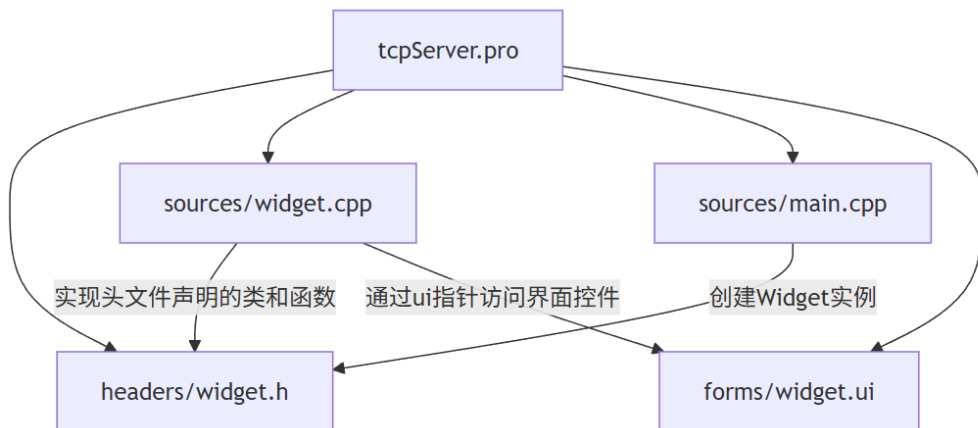 tcpServer.pro
sources/widget.cpp
sources/main.cpp
实现头文件声明的类和函数
通过ui指针访问界面控件
创建Widget实例
headers/widget.h
forms/widget.ui